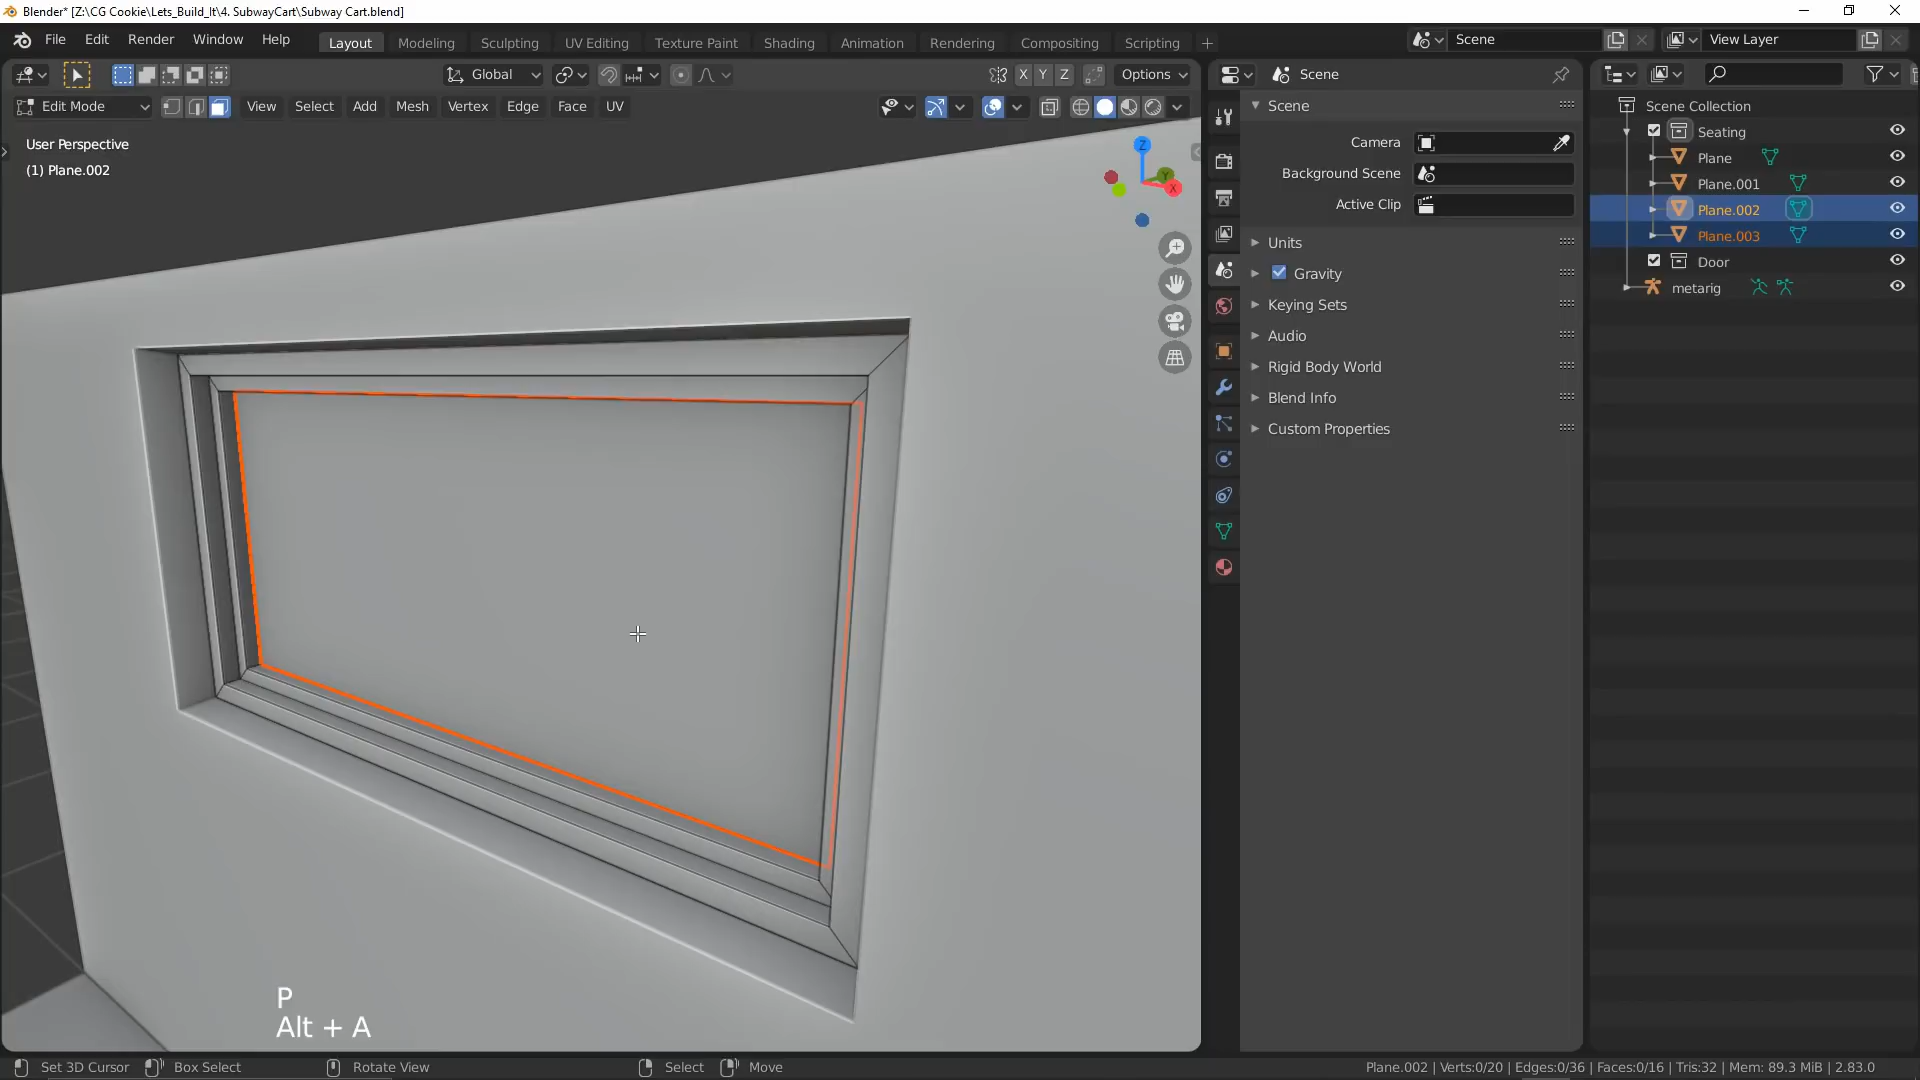 Blender* [Z:\CG Cookie\Lets_Build_It\4. SubwayCart\Subway Cart.blend]
File Edit Render Window Help Layout Modeling Sculpting UV Editing Texture Paint Shading Animation Rendering Compositing Scripting + Scene View Layer
Global X Y Z Options Scene
Edit Mode View Select Add Mesh Vertex Edge Face UV
User Perspective
(1) Plane.002
Z
Y
X
P
Alt + A
Scene
Camera
Background Scene
Active Clip
Units
Gravity
Keying Sets
Audio
Rigid Body World
Blend Info
Custom Properties
Scene Collection
Seating
Plane
Plane.001
Plane.002
Plane.003
Door
metarig
Set 3D Cursor Box Select Rotate View Select Move Plane.002 | Verts:0/20 | Edges:0/36 | Faces:0/16 | Tris:32 | Mem: 89.3 MiB | 2.83.0